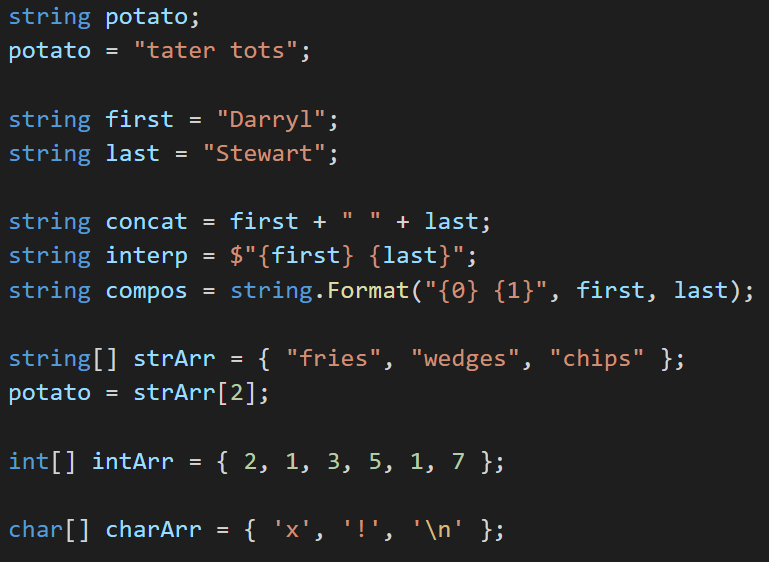 string potato;
potato = "tater tots";
string first = "Darryl";
string last = "Stewart";
string concat = first + " " + last;
string interp = $"{first} {last}";
string compos = string.Format("{0} {1}", first, last);
string[] strArr = { "fries", "wedges", "chips" };
potato = strArr[2];
int[] intArr = { 2, 1, 3, 5, 1, 7 };
char[] charArr = { 'x', '!', '\n' };